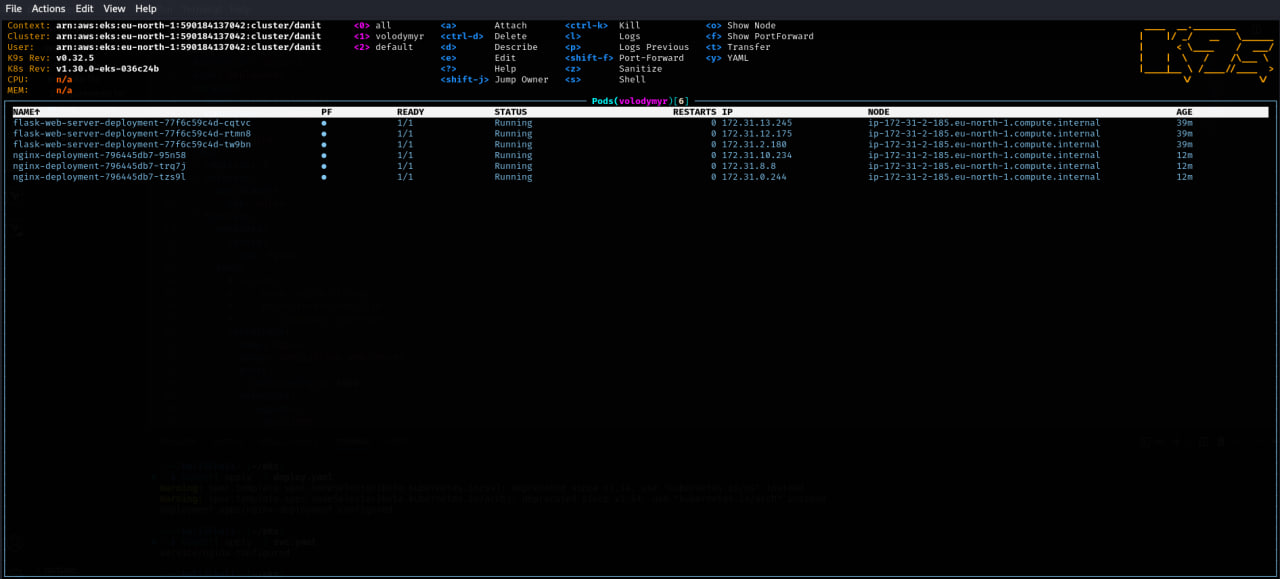 File Actions Edit View Help
Context: arn:aws:eks:eu-north-1:590184137042:cluster/danit <0> all <a> Attach <ctrl-k> Kill <o> Show Node
Cluster: arn:aws:eks:eu-north-1:590184137042:cluster/danit <1> volodymyr <ctrl-d> Delete <l> Logs <f> Show PortForward
User: arn:aws:eks:eu-north-1:590184137042:cluster/danit <2> default <d> Describe <p> Logs Previous <t> Transfer
K9s Rev: v0.32.5 <e> Edit <shift-f> Port-Forward <y> YAML
K8s Rev: v1.30.0-eks-036c24b <?> Help <z> Sanitize
CPU: n/a <shift-j> Jump Owner <s> Shell
MEM: n/a
Pods(volodymyr)[6]
NAME↑ PF READY STATUS RESTARTS IP NODE AGE
flask-web-server-deployment-77f6c59c4d-cqtvc ● 1/1 Running 0 172.31.13.245 ip-172-31-2-185.eu-north-1.compute.internal 39m
flask-web-server-deployment-77f6c59c4d-rtmn8 ● 1/1 Running 0 172.31.12.175 ip-172-31-2-185.eu-north-1.compute.internal 39m
flask-web-server-deployment-77f6c59c4d-tw9bn ● 1/1 Running 0 172.31.2.180 ip-172-31-2-185.eu-north-1.compute.internal 39m
nginx-deployment-796445db7-95n58 ● 1/1 Running 0 172.31.10.234 ip-172-31-2-185.eu-north-1.compute.internal 12m
nginx-deployment-796445db7-trq7j ● 1/1 Running 0 172.31.8.8 ip-172-31-2-185.eu-north-1.compute.internal 12m
nginx-deployment-796445db7-tzs9l ● 1/1 Running 0 172.31.0.244 ip-172-31-2-185.eu-north-1.compute.internal 12m